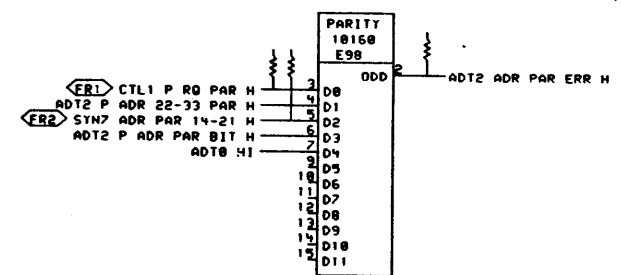 PARITY
10160
E98
ODD 2 ADT2 ADR PAR ERR H
FR1 CTL1 P RQ PAR H 3 D0
ADT2 P ADR 22-33 PAR H 4 D1
FR2 SYN7 ADR PAR 14-21 H 5 D2
ADT2 P ADR PAR BIT H 6 D3
ADT0 HI 7 D4
9 D5
10 D6
11 D7
12 D8
13 D9
14 D10
15 D11